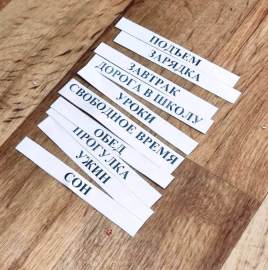 ПОДЪЕМ
ЗАРЯДКА
ЗАВТРАК
ДОРОГА В ШКОЛУ
УРОКИ
СВОБОДНОЕ ВРЕМЯ
ОБЕД
ПРОГУЛКА
УЖИН
СОН